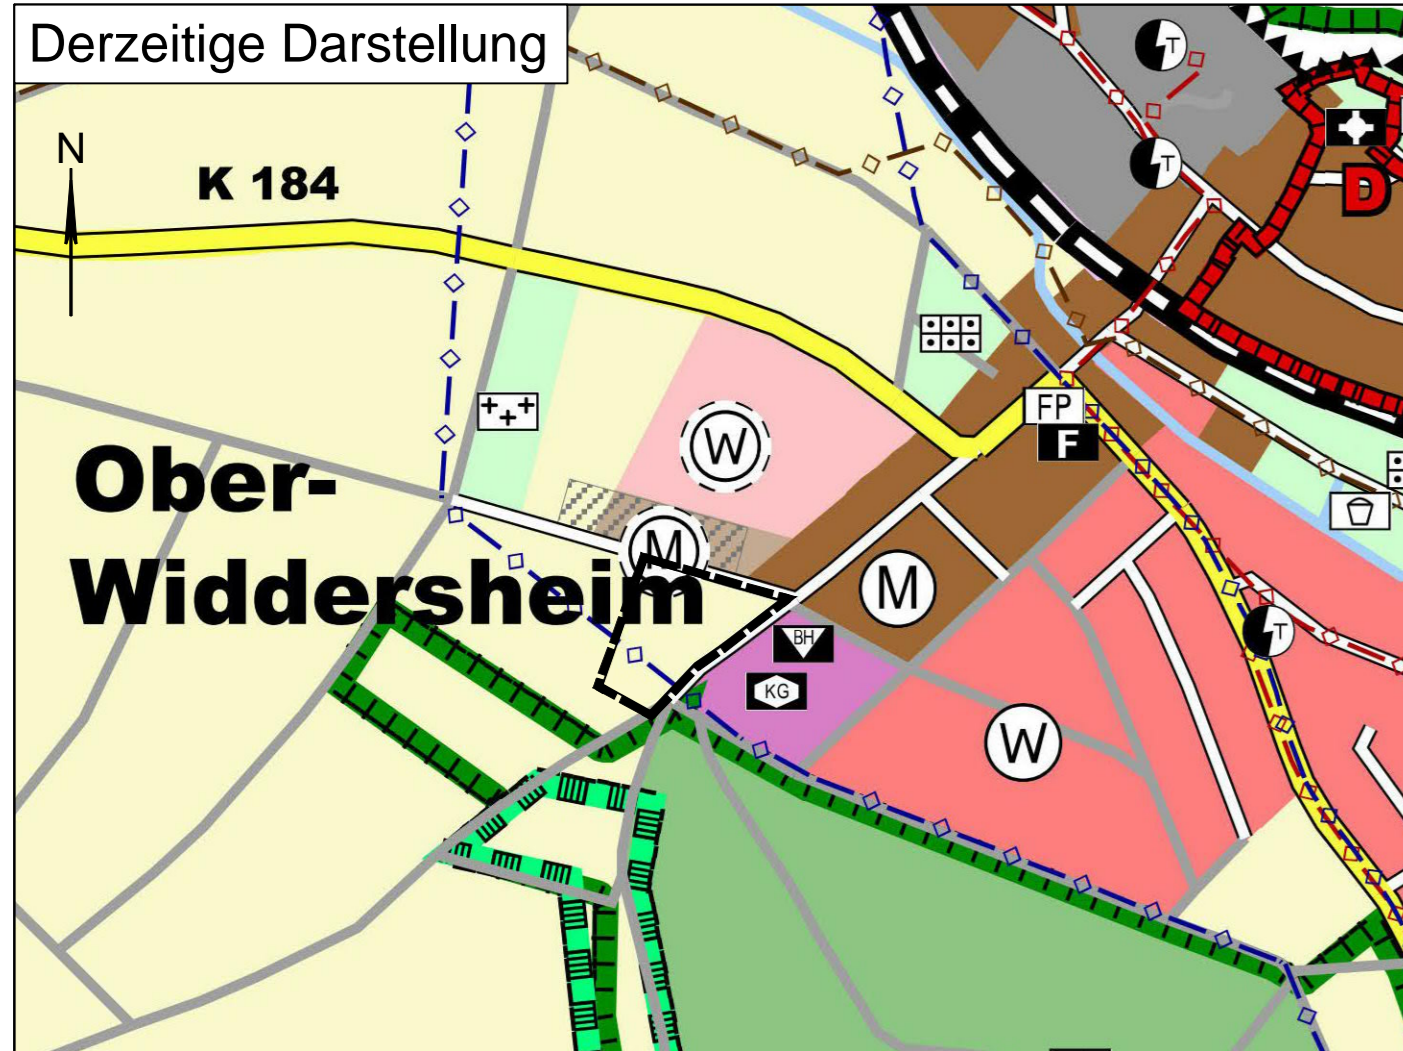 Derzeitige Darstellung
N
K 184
T
T
D
FP
F
W
Ober-
M
Widdersheim
M
BH
KG
T
W